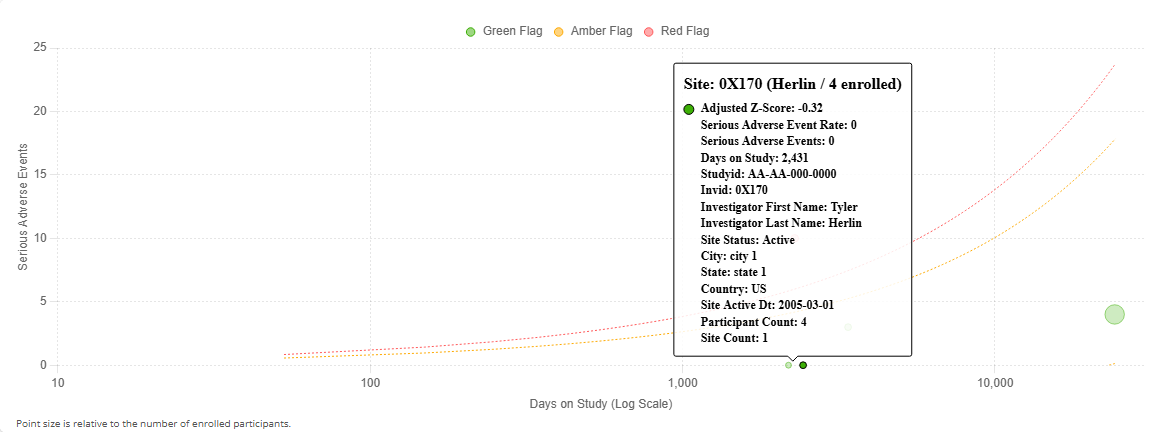 Green Flag Amber Flag Red Flag
25
20
15
10
5
0
Serious Adverse Events
Site: 0X170 (Herlin / 4 enrolled)
Adjusted Z-Score: -0.32
Serious Adverse Event Rate: 0
Serious Adverse Events: 0
Days on Study: 2,431
Studyid: AA-AA-000-0000
Invid: 0X170
Investigator First Name: Tyler
Investigator Last Name: Herlin
Site Status: Active
City: city 1
State: state 1
Country: US
Site Active Dt: 2005-03-01
Participant Count: 4
Site Count: 1
10 100 1,000 10,000
Days on Study (Log Scale)
Point size is relative to the number of enrolled participants.